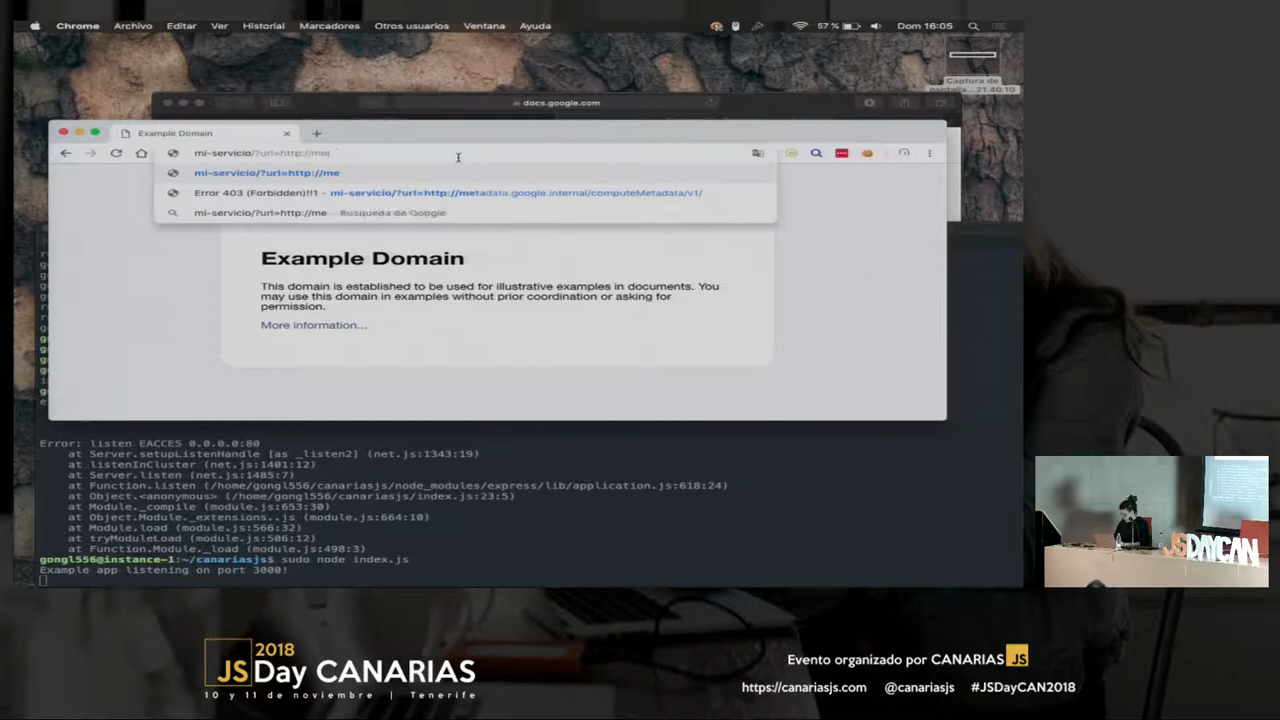 Chrome Archivo Editar Ver Historial Marcadores Otros usuarios Ventana Ayuda
57 % Dom 16:05
Captura de
pantalla...21.40.10
docs.google.com
Example Domain
mi-servicio/?url=http://me
mi-servicio/?url=http://me
Error 403 (Forbidden)!!1 - mi-servicio/?url=http://metadata.google.internal/computeMetadata/v1/
mi-servicio/?url=http://me - Búsqueda de Google
Example Domain
This domain is established to be used for illustrative examples in documents. You
may use this domain in examples without prior coordination or asking for
permission.
More information...
Error: listen EACCES 0.0.0.0:80
at Server.setupListenHandle [as _listen2] (net.js:1343:19)
at listenInCluster (net.js:1401:12)
at Server.listen (net.js:1485:7)
at Function.listen (/home/gongl556/canariasjs/node_modules/express/lib/application.js:618:24)
at Object.<anonymous> (/home/gongl556/canariasjs/index.js:23:5)
at Module._compile (module.js:653:30)
at Object.Module._extensions..js (module.js:664:10)
at Module.load (module.js:566:32)
at tryModuleLoad (module.js:506:12)
at Function.Module._load (module.js:498:3)
gongl556@instance-1:~/canariasjs$ sudo node index.js
Example app listening on port 3000!
JSDAYCAN
2018
JSDay CANARIAS
10 y 11 de noviembre | Tenerife
Evento organizado por CANARIAS JS
https://canariasjs.com @canariasjs #JSDayCAN2018